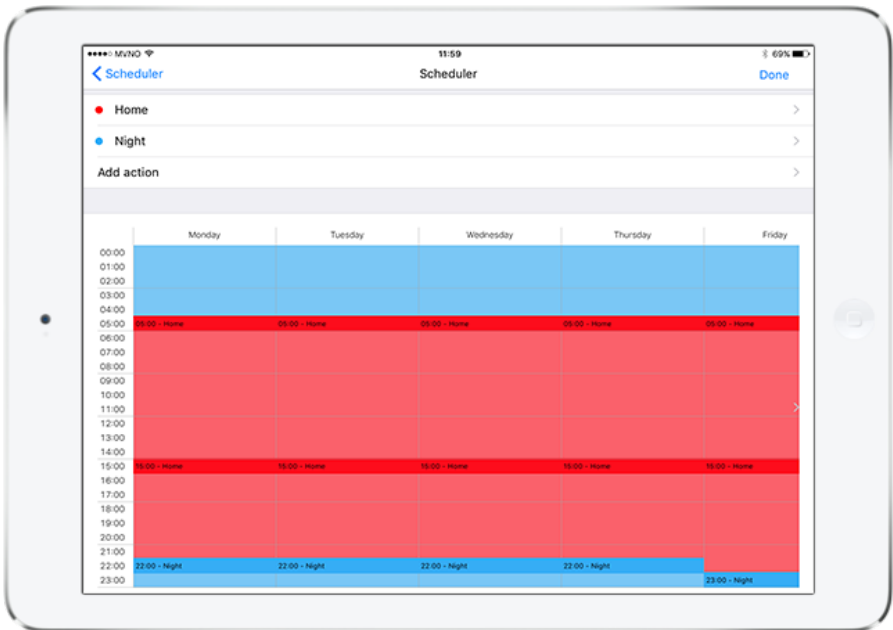 MVNO 11:59 69%
Scheduler Scheduler Done
Home
Night
Add action
Monday Tuesday Wednesday Thursday Friday
00:00
01:00
02:00
03:00
04:00
05:00 05:00 - Home 05:00 - Home 05:00 - Home 05:00 - Home 05:00 - Home
06:00
07:00
08:00
09:00
10:00
11:00
12:00
13:00
14:00
15:00 15:00 - Home 15:00 - Home 15:00 - Home 15:00 - Home 15:00 - Home
16:00
17:00
18:00
19:00
20:00
21:00
22:00 22:00 - Night 22:00 - Night 22:00 - Night 22:00 - Night
23:00 23:00 - Night